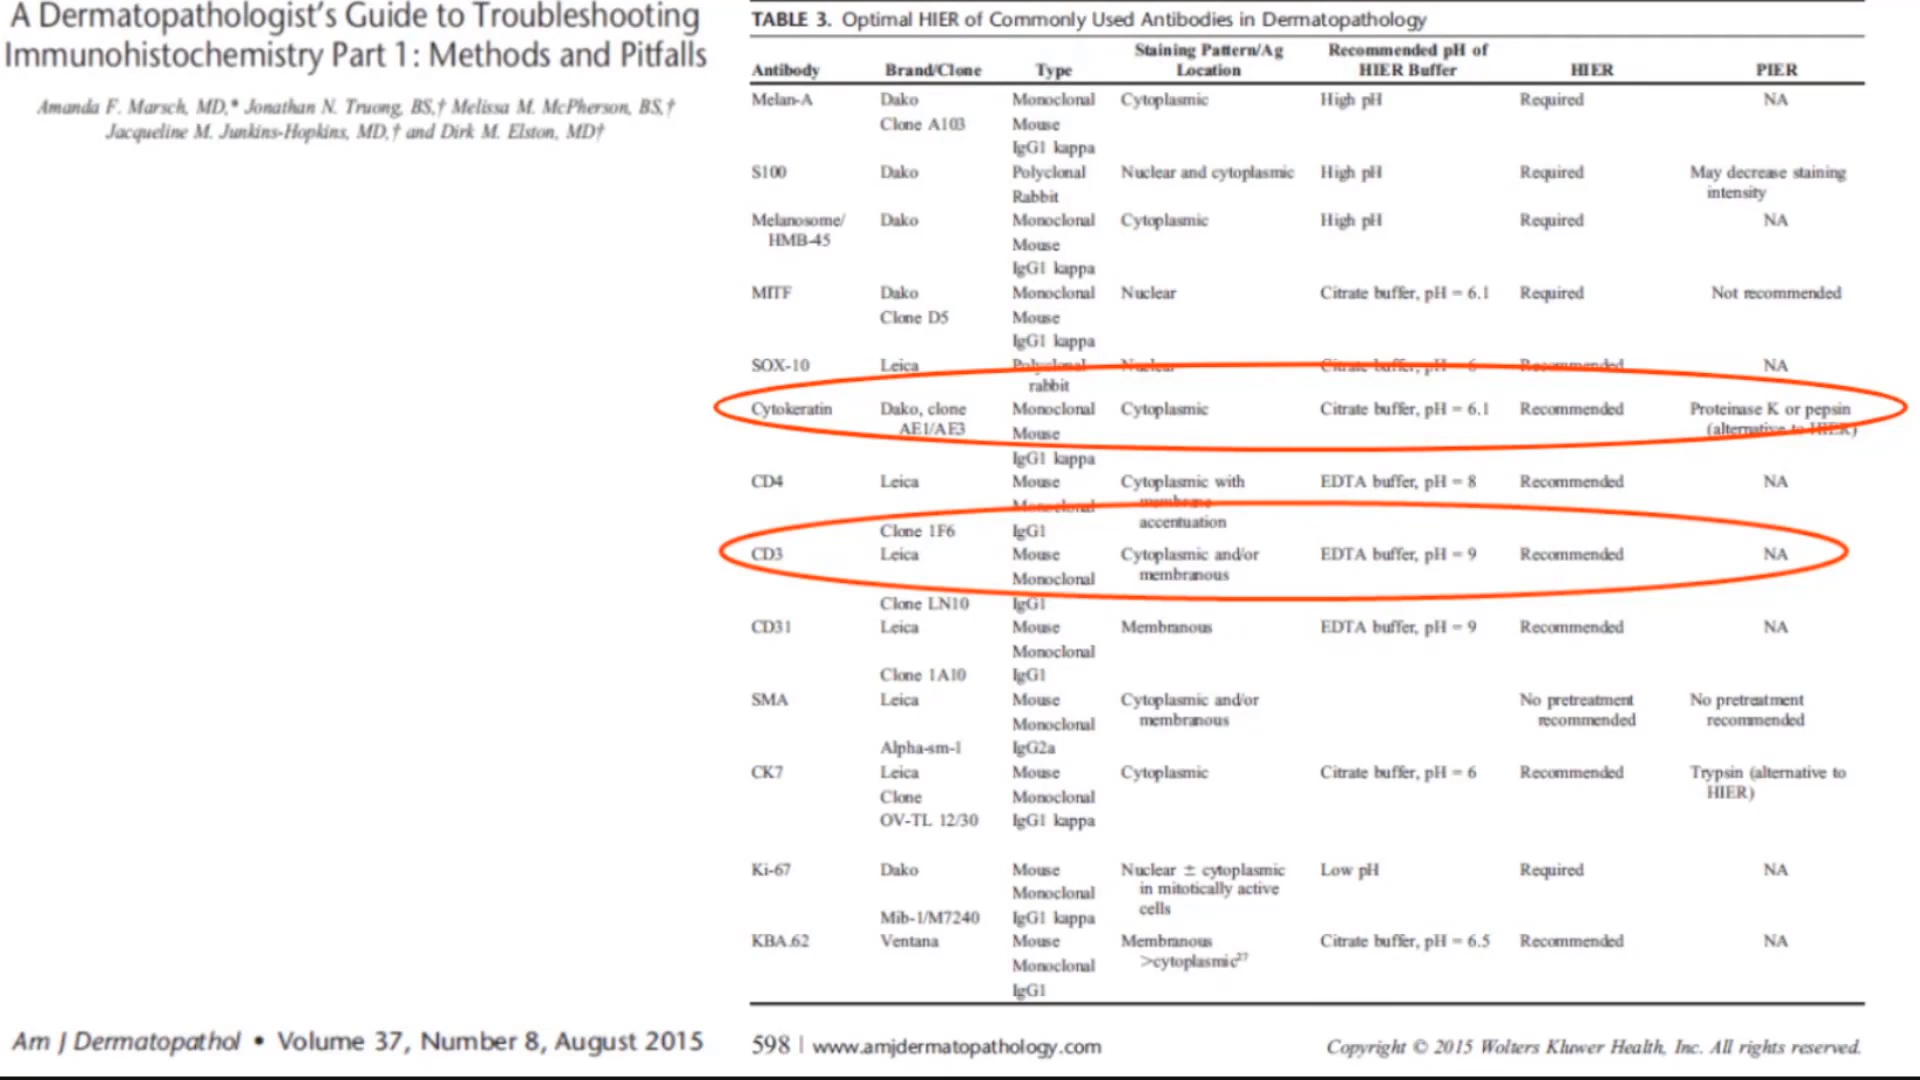 A Dermatopathologist's Guide to Troubleshooting
Immunohistochemistry Part 1: Methods and Pitfalls
Amanda F. Marsch, MD,* Jonathan N. Truong, BS,† Melissa M. McPherson, BS,†
Jacqueline M. Junkins-Hopkins, MD,† and Dirk M. Elston, MD†
TABLE 3. Optimal HIER of Commonly Used Antibodies in Dermatopathology
Staining Pattern/Ag Recommended pH of
Antibody Brand/Clone Type Location HIER Buffer HIER PIER
Melan-A Dako Monoclonal Cytoplasmic High pH Required NA
Clone A103 Mouse
IgG1 kappa
S100 Dako Polyclonal Nuclear and cytoplasmic High pH Required May decrease staining
Rabbit intensity
Melanosome/ Dako Monoclonal Cytoplasmic High pH Required NA
HMB-45 Mouse
IgG1 kappa
MITF Dako Monoclonal Nuclear Citrate buffer, pH = 6.1 Required Not recommended
Clone D5 Mouse
IgG1 kappa
SOX-10 Leica Polyclonal Nuclear Citrate buffer, pH = 6 Recommended NA
rabbit
Cytokeratin Dako, clone Monoclonal Cytoplasmic Citrate buffer, pH = 6.1 Recommended Proteinase K or pepsin
AE1/AE3 Mouse (alternative to HIER)
IgG1 kappa
CD4 Leica Mouse Cytoplasmic with EDTA buffer, pH = 8 Recommended NA
Monoclonal membrane
Clone 1F6 IgG1 accentuation
CD3 Leica Mouse Cytoplasmic and/or EDTA buffer, pH = 9 Recommended NA
Monoclonal membranous
Clone LN10 IgG1
CD31 Leica Mouse Membranous EDTA buffer, pH = 9 Recommended NA
Monoclonal
Clone 1A10 IgG1
SMA Leica Mouse Cytoplasmic and/or No pretreatment No pretreatment
Monoclonal membranous recommended recommended
Alpha-sm-1 IgG2a
CK7 Leica Mouse Cytoplasmic Citrate buffer, pH = 6 Recommended Trypsin (alternative to
Clone Monoclonal HIER)
OV-TL 12/30 IgG1 kappa
Ki-67 Dako Mouse Nuclear ± cytoplasmic Low pH Required NA
Monoclonal in mitotically active
Mib-1/M7240 IgG1 kappa cells
KBA.62 Ventana Mouse Membranous Citrate buffer, pH = 6.5 Recommended NA
Monoclonal >cytoplasmic27
IgG1
Am J Dermatopathol • Volume 37, Number 8, August 2015
598 | www.amjdermatopathology.com Copyright © 2015 Wolters Kluwer Health, Inc. All rights reserved.